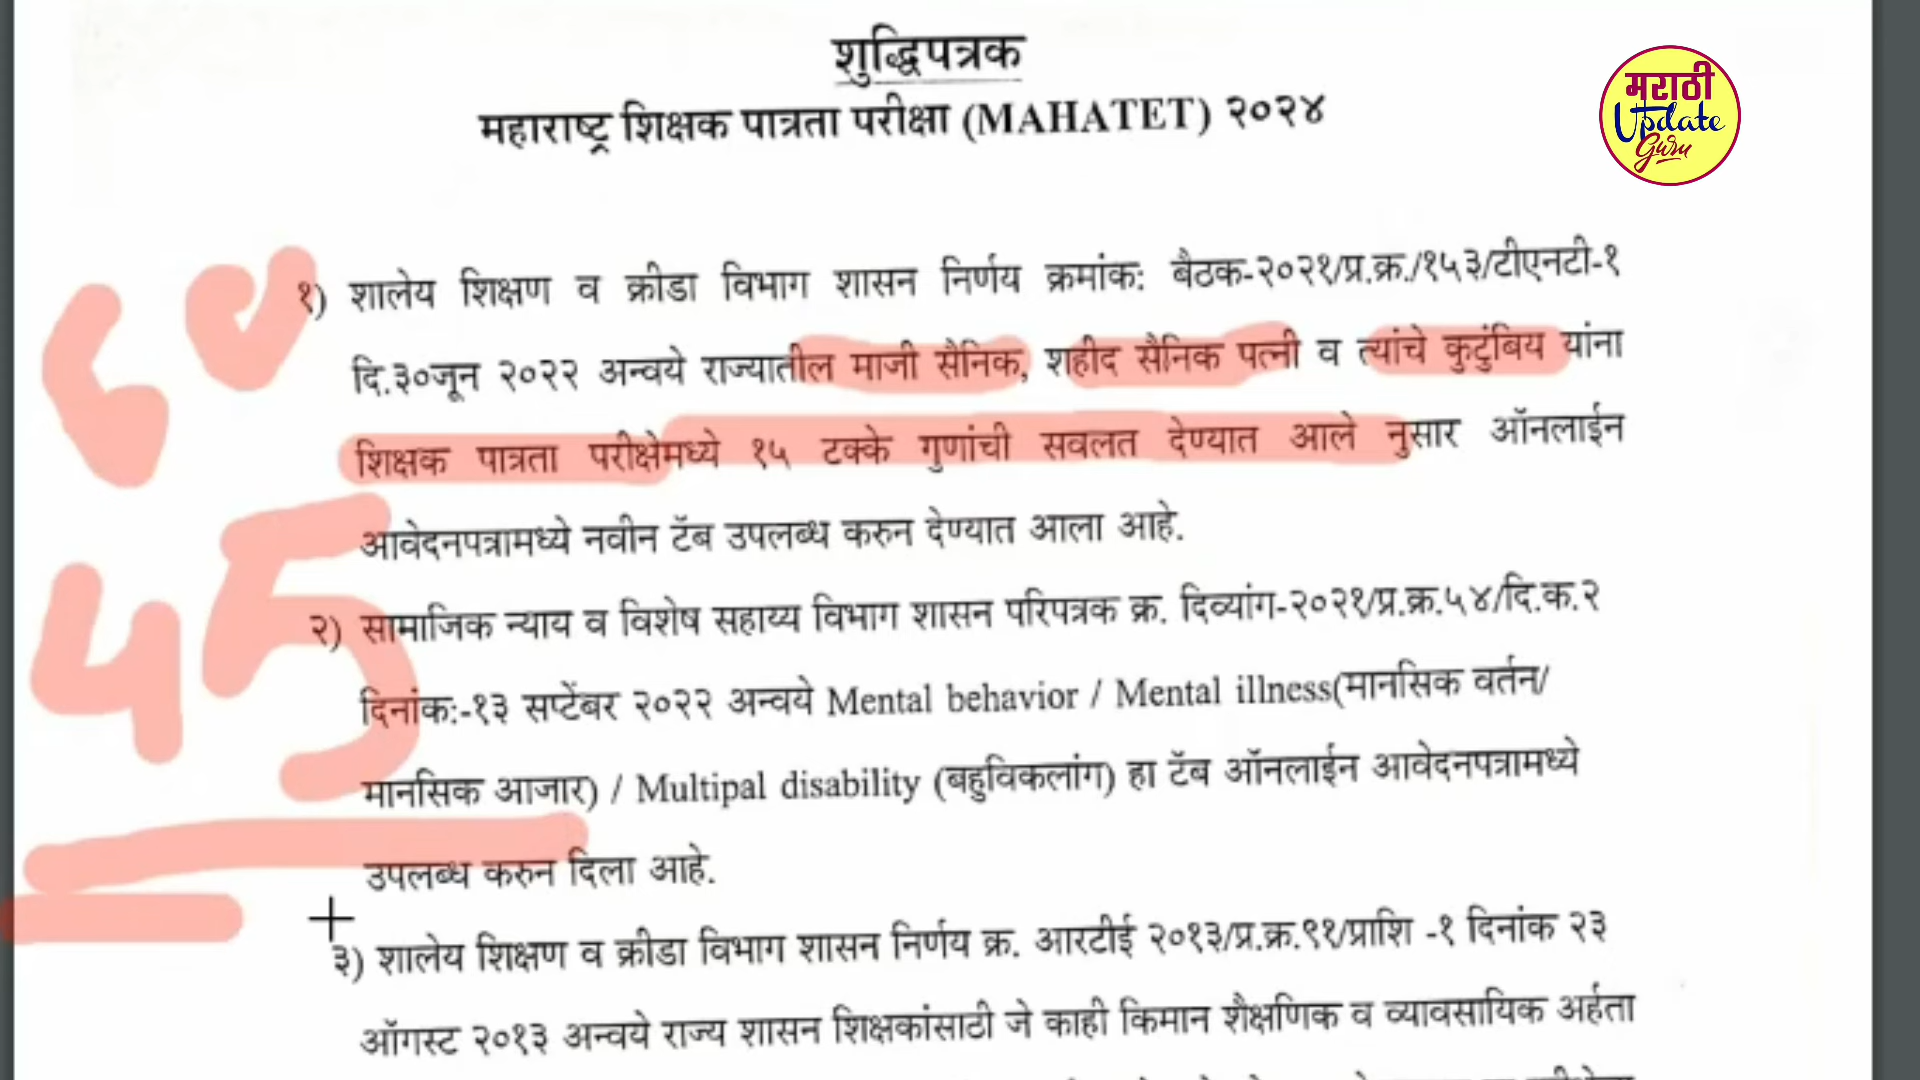 शुद्धिपत्रक
महाराष्ट्र शिक्षक पात्रता परीक्षा (MAHATET) २०२४
मराठी
Update
Guru
१) शालेय शिक्षण व क्रीडा विभाग शासन निर्णय क्रमांक: बैठक-२०२१/प्र.क्र./१५३/टीएनटी-१
दि.३०जून २०२२ अन्वये राज्यातील माजी सैनिक, शहीद सैनिक पत्नी व त्यांचे कुटुंबिय यांना
शिक्षक पात्रता परीक्षेमध्ये १५ टक्के गुणांची सवलत देण्यात आले नुसार ऑनलाईन
आवेदनपत्रामध्ये नवीन टॅब उपलब्ध करुन देण्यात आला आहे.
45
२) सामाजिक न्याय व विशेष सहाय्य विभाग शासन परिपत्रक क्र. दिव्यांग-२०२१/प्र.क्र.५४/दि.क.२
दिनांक:-१३ सप्टेंबर २०२२ अन्वये Mental behavior / Mental illness(मानसिक वर्तन/
मानसिक आजार) / Multipal disability (बहुविकलांग) हा टॅब ऑनलाईन आवेदनपत्रामध्ये
उपलब्ध करुन दिला आहे.
३) शालेय शिक्षण व क्रीडा विभाग शासन निर्णय क्र. आरटीई २०१३/प्र.क्र.९१/प्राशि -१ दिनांक २३
ऑगस्ट २०१३ अन्वये राज्य शासन शिक्षकांसाठी जे काही किमान शैक्षणिक व व्यावसायिक अर्हता